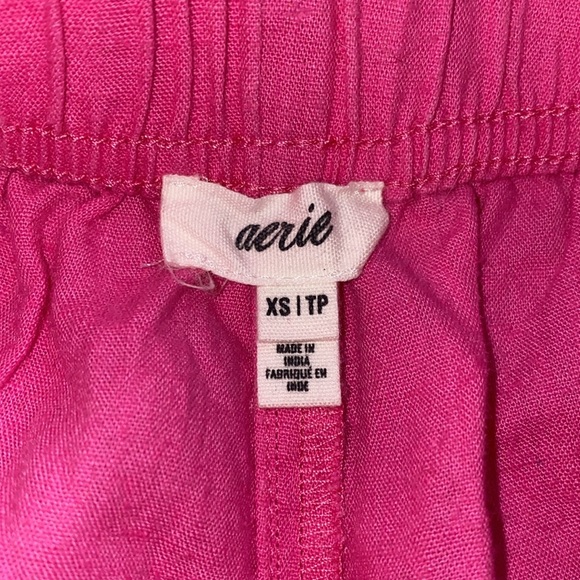 aerie
XS | TP
MADE IN
INDIA
FABRIQUÉ EN
INDE